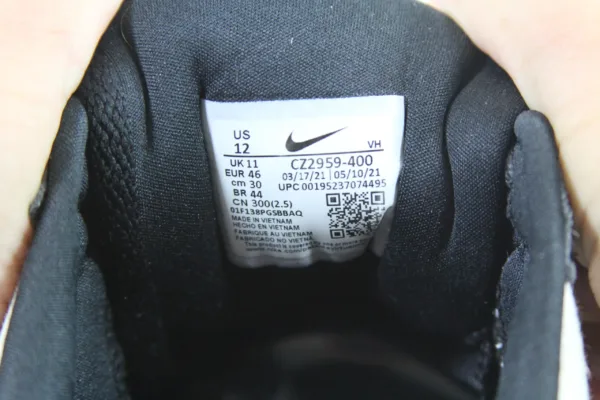 US
12
VH
UK 11
CZ2959-400
EUR 46
03/17/21 05/10/21
cm 30
UPC 00195237074495
BR 44
CN 300(2.5)
01F138PGSBBAQ
MADE IN VIETNAM
HECHO EN VIETNAM
FABRIQUE AU VIETNAM
FABRICADO NO VIETNAM